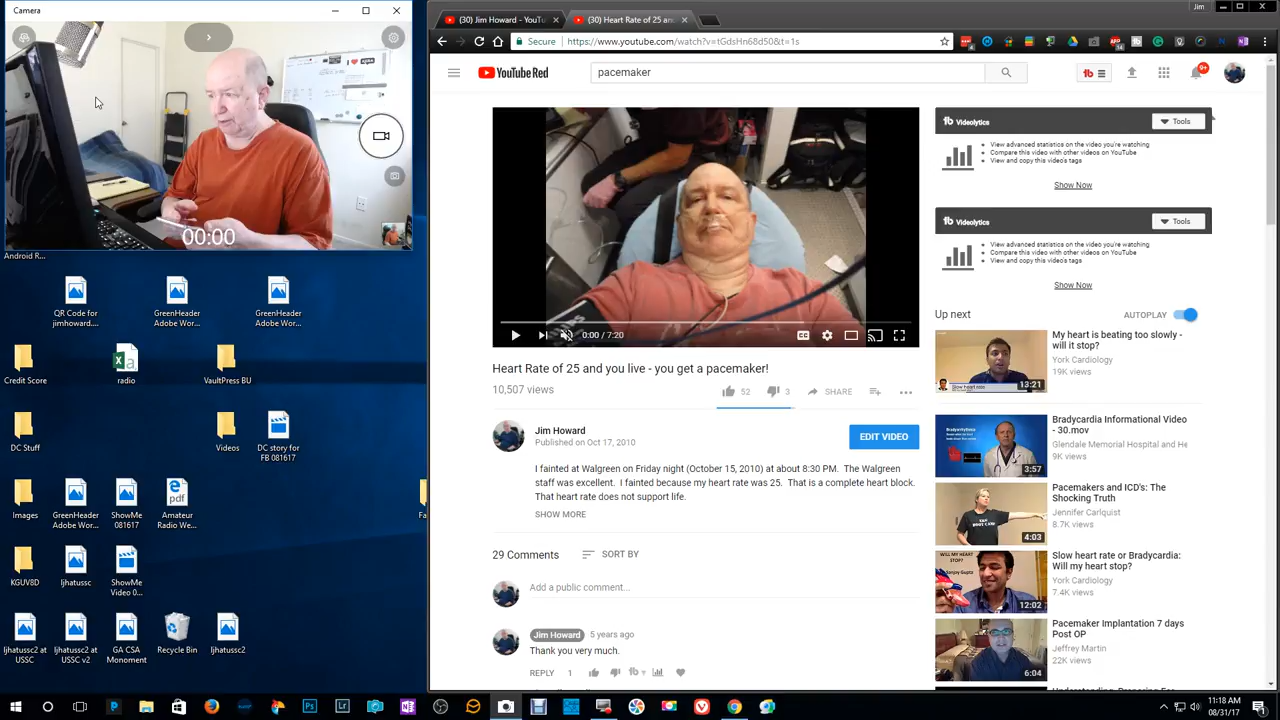 Camera
00:00
Android R...
QR Code for jimhoward....
GreenHeader Adobe Wor...
GreenHeader Adobe Wor...
Credit Score
radio
VaultPress BU
DC Stuff
Videos
DC story for FB 081617
Images
GreenHeader Adobe Wor...
ShowMe 081617
Amateur Radio We...
KGUV8D
ljhatussc
ShowMe Video 0...
ljhatussc2 at USSC
ljhatussc2 at USSC v2
GA CSA Monoment
Recycle Bin
ljhatussc2
Fa
(30) Jim Howard - YouTu
(30) Heart Rate of 25 an
Jim
Secure
https://www.youtube.com/watch?v=tGdsHn68d50&t=1s
YouTube Red
pacemaker
9+
0:00 / 7:20
Heart Rate of 25 and you live - you get a pacemaker!
10,507 views
52
3
SHARE
Jim Howard
Published on Oct 17, 2010
EDIT VIDEO
I fainted at Walgreen on Friday night (October 15, 2010) at about 8:30 PM. The Walgreen
staff was excellent. I fainted because my heart rate was 25. That is a complete heart block.
That heart rate does not support life.
SHOW MORE
29 Comments
SORT BY
Add a public comment...
Jim Howard 5 years ago
Thank you very much.
REPLY 1
Videolytics
Tools
View advanced statistics on the video you're watching
Compare this video with other videos on YouTube
View and copy this video's tags
Show Now
Videolytics
Tools
View advanced statistics on the video you're watching
Compare this video with other videos on YouTube
View and copy this video's tags
Show Now
Up next
AUTOPLAY
My heart is beating too slowly -
will it stop?
York Cardiology
19K views
Slow heart rate
13:21
Bradycardia Informational Video
- 30.mov
Glendale Memorial Hospital and He
9K views
3:57
Pacemakers and ICD's: The
Shocking Truth
Jennifer Carlquist
8.7K views
4:03
Slow heart rate or Bradycardia:
Will my heart stop?
York Cardiology
7.4K views
WILL MY HEART
STOP?
12:02
Pacemaker Implantation 7 days
Post OP
Jeffrey Martin
22K views
6:04
11:18 AM
08/31/17